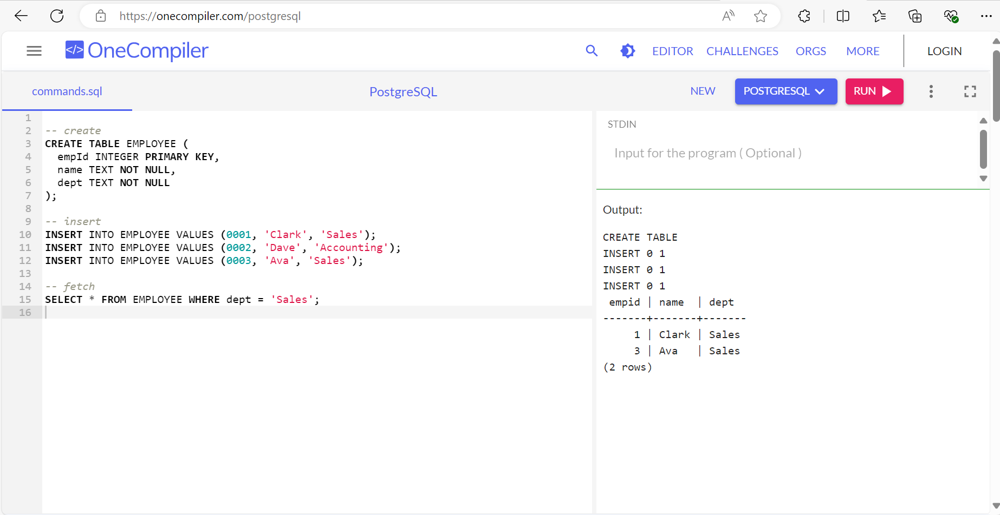 https://onecompiler.com/postgresql
</> OneCompiler EDITOR CHALLENGES ORGS MORE LOGIN
commands.sql PostgreSQL NEW POSTGRESQL RUN
1
2 -- create
3 CREATE TABLE EMPLOYEE (
4   empId INTEGER PRIMARY KEY,
5   name TEXT NOT NULL,
6   dept TEXT NOT NULL
7 );
8
9 -- insert
10 INSERT INTO EMPLOYEE VALUES (0001, 'Clark', 'Sales');
11 INSERT INTO EMPLOYEE VALUES (0002, 'Dave', 'Accounting');
12 INSERT INTO EMPLOYEE VALUES (0003, 'Ava', 'Sales');
13
14 -- fetch
15 SELECT * FROM EMPLOYEE WHERE dept = 'Sales';
16
STDIN
Input for the program ( Optional )
Output:
CREATE TABLE
INSERT 0 1
INSERT 0 1
INSERT 0 1
 empid | name  | dept
-------+-------+-------
     1 | Clark | Sales
     3 | Ava   | Sales
(2 rows)